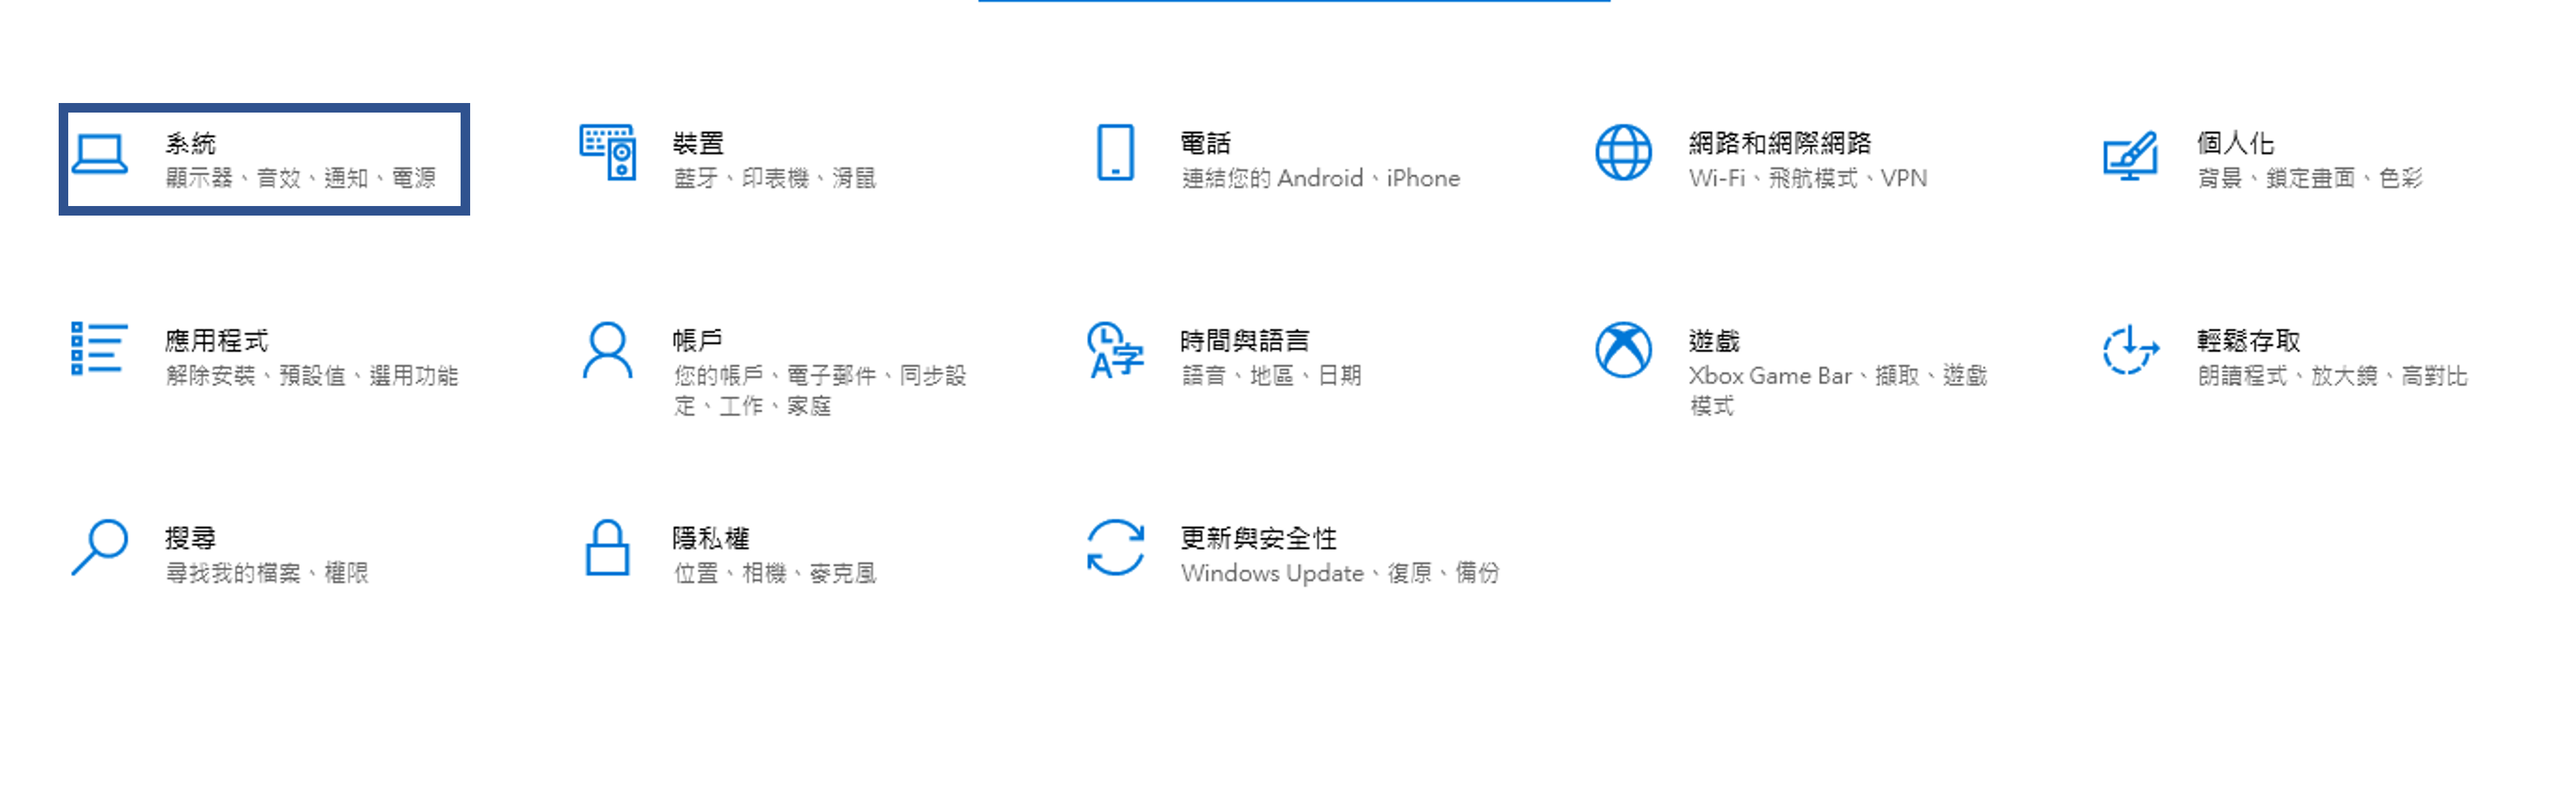 系統
顯示器、音效、通知、電源
裝置
藍牙、印表機、滑鼠
電話
連結您的 Android、iPhone
網路和網際網路
Wi-Fi、飛航模式、VPN
個人化
背景、鎖定畫面、色彩
應用程式
解除安裝、預設值、選用功能
帳戶
您的帳戶、電子郵件、同步設
定、工作、家庭
時間與語言
語音、地區、日期
遊戲
Xbox Game Bar、擷取、遊戲
模式
輕鬆存取
朗讀程式、放大鏡、高對比
搜尋
尋找我的檔案、權限
隱私權
位置、相機、麥克風
更新與安全性
Windows Update、復原、備份